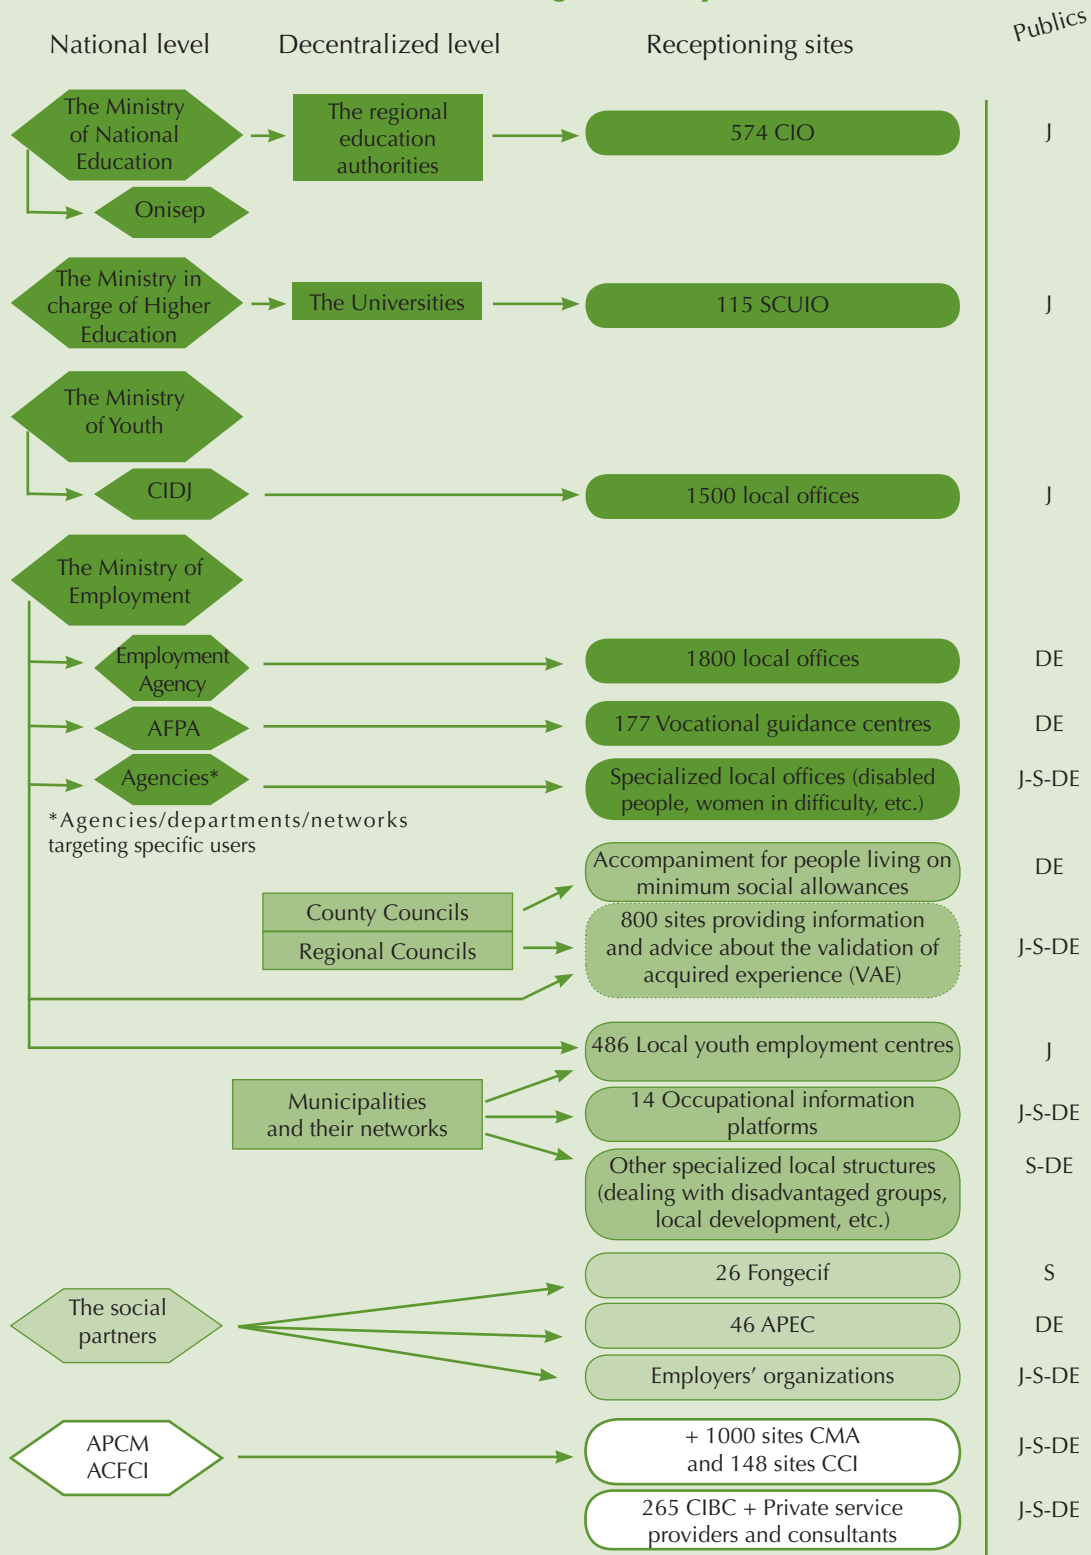 National level
Decentralized level
Receptioning sites
Publics
The Ministry
of National
Education
The regional
education
authorities
574 CIO
J
Onisep
The Ministry in
charge of Higher
Education
The Universities
115 SCUIO
J
The Ministry
of Youth
CIDJ
1500 local offices
J
The Ministry of
Employment
Employment
Agency
1800 local offices
DE
AFPA
177 Vocational guidance centres
DE
Agencies*
Specialized local offices (disabled
people, women in difficulty, etc.)
J-S-DE
*Agencies/departments/networks
targeting specific users
Accompaniment for people living on
minimum social allowances
DE
County Councils
Regional Councils
800 sites providing information
and advice about the validation of
acquired experience (VAE)
J-S-DE
486 Local youth employment centres
J
Municipalities
and their networks
14 Occupational information
platforms
J-S-DE
Other specialized local structures
(dealing with disadvantaged groups,
local development, etc.)
S-DE
The social
partners
26 Fongecif
S
46 APEC
DE
Employers' organizations
J-S-DE
APCM
ACFCI
+ 1000 sites CMA
and 148 sites CCI
J-S-DE
265 CIBC + Private service
providers and consultants
J-S-DE